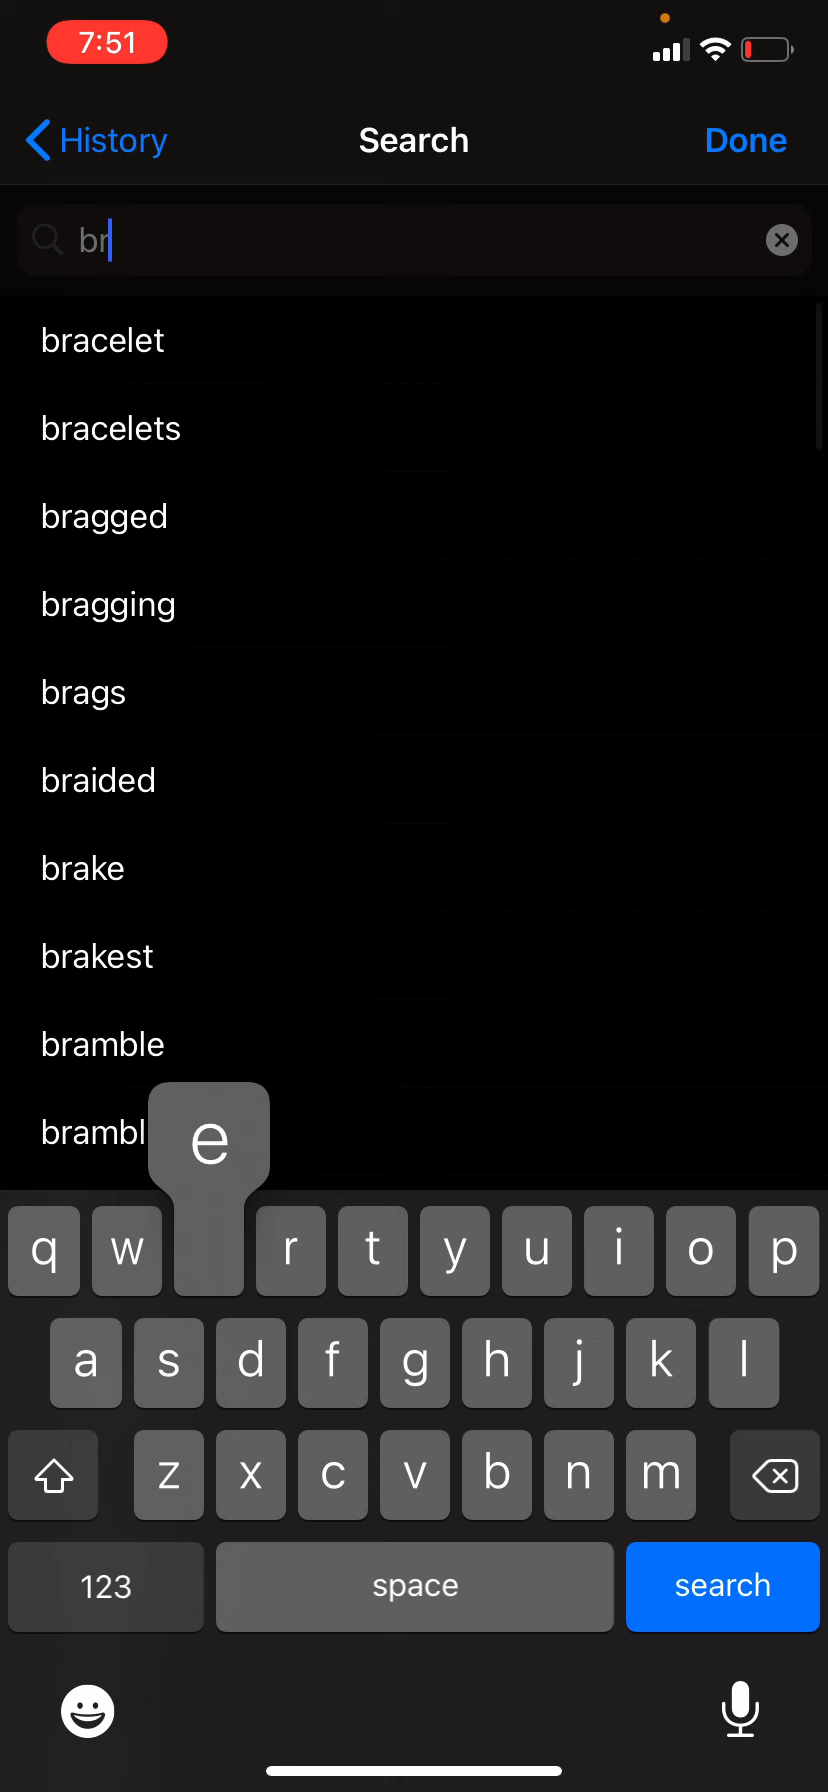 7:51
History Search Done
br
bracelet
bracelets
bragged
bragging
brags
braided
brake
brakest
bramble
brambl
e
q w r t y u i o p
a s d f g h j k l
z x c v b n m
123 space search